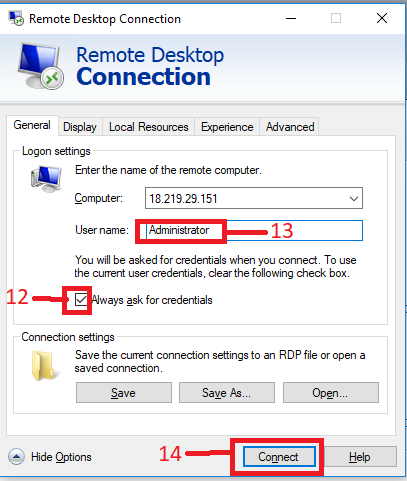 Remote Desktop Connection
Remote Desktop
Connection
General Display Local Resources Experience Advanced
Logon settings
Enter the name of the remote computer.
Computer: 18.219.29.151
User name: Administrator 13
You will be asked for credentials when you connect. To use
the current user credentials, clear the following check box.
12 Always ask for credentials
Connection settings
Save the current connection settings to an RDP file or open a
saved connection.
Save Save As... Open...
14
Hide Options Connect Help